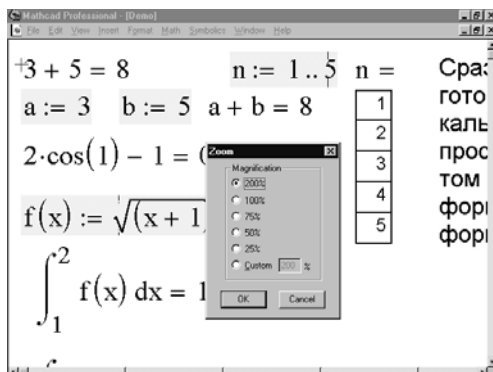 Mathcad Professional - [Demo]
File Edit View Insert Format Math Symbolics Window Help
3 + 5 = 8
n := 1 .. 5
n =
a := 3
b := 5
a + b = 8
2·cos(1) − 1 =
f(x) := √(x + 1)
∫₁² f(x) dx = 1
1
2
3
4
5
Сраз
гото
каль
прос
том
форм
форм
Zoom
Magnification
200%
100%
75%
50%
25%
Custom 200 %
OK
Cancel